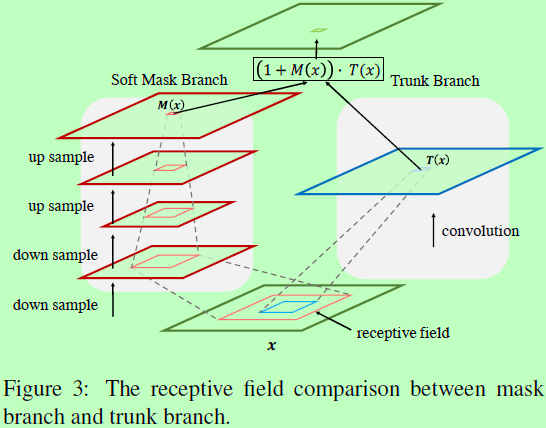 (1 + M(x)) · T(x)
Soft Mask Branch
Trunk Branch
M(x)
T(x)
up sample
up sample
convolution
down sample
down sample
receptive field
x
Figure 3: The receptive field comparison between mask
branch and trunk branch.